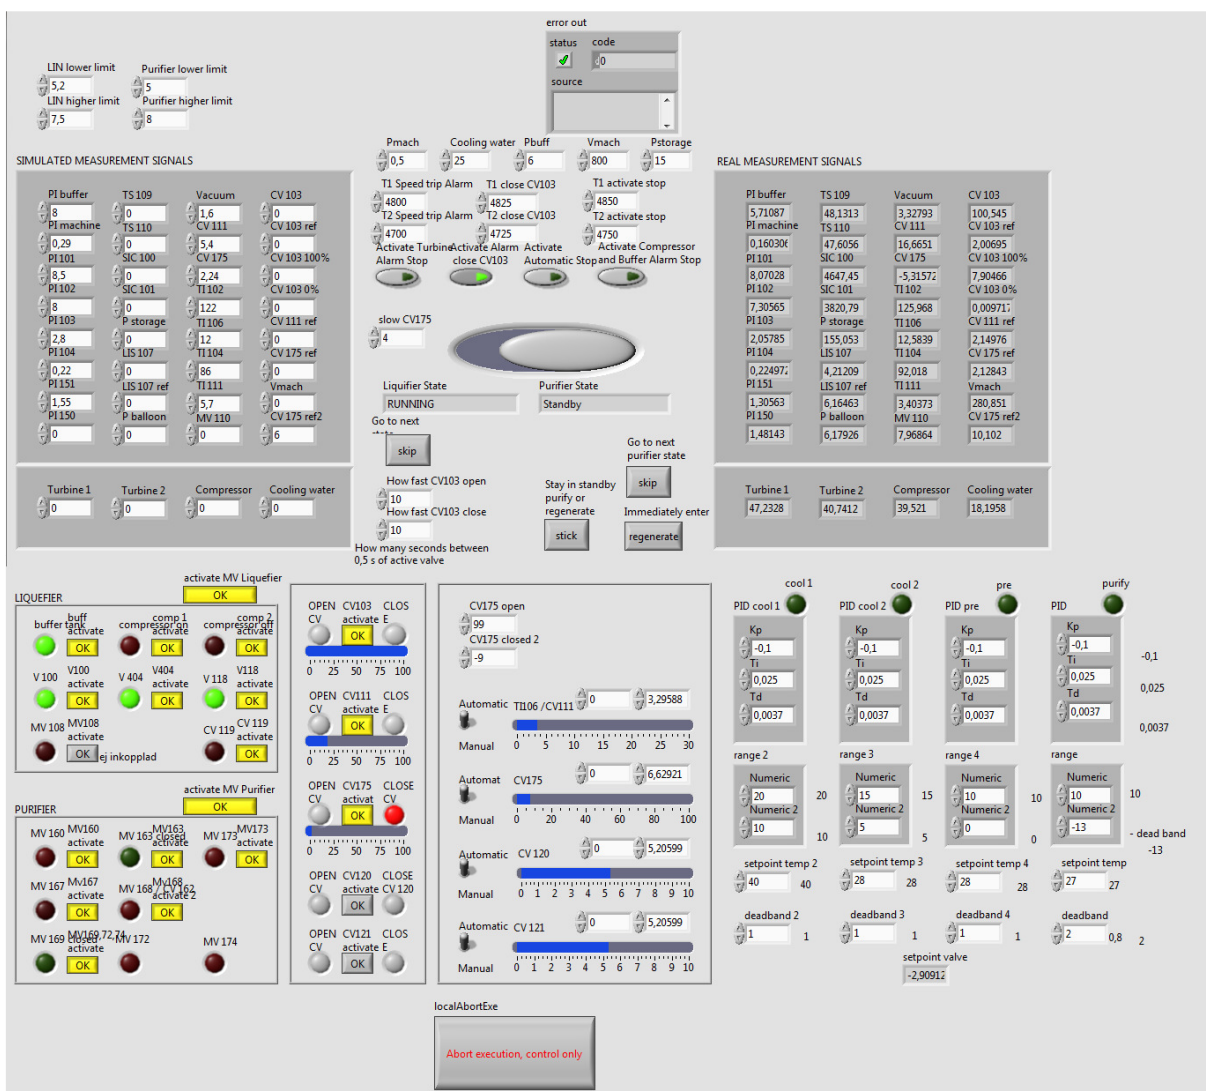 error out
status code
0
source
LIN lower limit Purifier lower limit
5,2 5
LIN higher limit Purifier higher limit
7,5 8
Pmach Cooling water Pbuff Vmach Pstorage
0,5 25 6 800 15
T1 Speed trip Alarm T1 close CV103 T1 activate stop
4800 4825 4850
T2 Speed trip Alarm T2 close CV103 T2 activate stop
4700 4725 4750
Activate Turbine Alarm Stop
Activate Alarm close CV103
Activate Automatic Stop
Activate Compressor and Buffer Alarm Stop
slow CV175
4
Liquifier State Purifier State
RUNNING Standby
Go to next
skip
Go to next purifier state
skip
How fast CV103 open
10
How fast CV103 close
10
How many seconds between
0,5 s of active valve
Stay in standby
purify or
regenerate
stick
Immediately enter
regenerate
SIMULATED MEASUREMENT SIGNALS
PI buffer TS 109 Vacuum CV 103
8 0 1,6 0
PI machine TS 110 CV 111 CV 103 ref
0,29 0 5,4 0
PI 101 SIC 100 CV 175 CV 103 100%
8,5 0 2,24 0
PI 102 SIC 101 TI 102 CV 103 0%
8 0 122 0
PI 103 P storage TI 106 CV 111 ref
2,8 0 12 0
PI 104 LIS 107 TI 104 CV 175 ref
0,22 0 86 0
PI 151 LIS 107 ref TI 111 Vmach
1,55 0 5,7 0
PI 150 P balloon MV 110 CV 175 ref2
0 0 0 6
Turbine 1 Turbine 2 Compressor Cooling water
0 0 0 0
REAL MEASUREMENT SIGNALS
PI buffer TS 109 Vacuum CV 103
5,71087 48,1313 3,32793 100,545
PI machine TS 110 CV 111 CV 103 ref
0,160306 47,6056 16,6651 2,00695
PI 101 SIC 100 CV 175 CV 103 100%
8,07028 4647,45 -5,31572 7,90466
PI 102 SIC 101 TI 102 CV 103 0%
7,30565 3820,79 125,968 0,009717
PI 103 P storage TI 106 CV 111 ref
2,05785 155,053 12,5839 2,14976
PI 104 LIS 107 TI 104 CV 175 ref
0,224972 4,21209 92,018 2,12843
PI 151 LIS 107 ref TI 111 Vmach
1,30563 6,16463 3,40373 280,851
PI 150 P balloon MV 110 CV 175 ref2
1,48143 6,17926 7,96864 10,102
Turbine 1 Turbine 2 Compressor Cooling water
47,2328 40,7412 39,521 18,1958
activate MV Liquefier
OK
LIQUEFIER
buffer tank buff activate compressor on comp 1 activate compressor off comp 2 activate
OK OK OK
V 100 V100 activate V 404 V404 activate V 118 V118 activate
OK OK OK
MV 108 MV108 activate CV 119 CV 119 activate
OK ej inkopplad OK
activate MV Purifier
OK
PURIFIER
MV 160 MV160 activate MV 163 closed MV163 activate MV 173 MV173 activate
OK OK OK
MV 167 Mv167 activate MV 168 / CV 162 Mv168 activate 2
OK OK
MV 169 closed MV169,72,74 activate MV 172 MV 174
OK
OPEN CV103 CLOS
CV activate E
OK
0 25 50 75 100
OPEN CV111 CLOS
CV activate E
OK
0 25 50 75 100
OPEN CV175 CLOSE
CV activat CV
OK
0 25 50 75 100
OPEN CV120 CLOSE
CV activate CV 120
OK
OPEN CV121 CLOS
CV activate E
OK
CV175 open
99
CV175 closed 2
-9
Automatic TI106 /CV111 0 3,29588
Manual 0 5 10 15 20 25 30
Automat CV175 0 6,62921
Manual 0 20 40 60 80 100
Automatic CV 120 0 5,20599
Manual 0 1 2 3 4 5 6 7 8 9 10
Automatic CV 121 0 5,20599
Manual 0 1 2 3 4 5 6 7 8 9 10
cool 1 cool 2 pre purify
PID cool 1 PID cool 2 PID pre PID
Kp Kp Kp Kp
-0,1 -0,1 -0,1 -0,1 -0,1
Ti Ti Ti Ti
0,025 0,025 0,025 0,025 0,025
Td Td Td Td
0,0037 0,0037 0,0037 0,0037 0,0037
range 2 range 3 range 4 range
Numeric Numeric Numeric Numeric
20 20 15 15 10 10 10 10
Numeric 2 Numeric 2 Numeric 2 Numeric 2
10 10 5 5 0 0 -13 - dead band
-13
setpoint temp 2 setpoint temp 3 setpoint temp 4 setpoint temp
40 40 28 28 28 28 27 27
deadband 2 deadband 3 deadband 4 deadband
1 1 1 1 1 1 2 0,8 2
setpoint valve
-2,90912
localAbortExe
Abort execution, control only